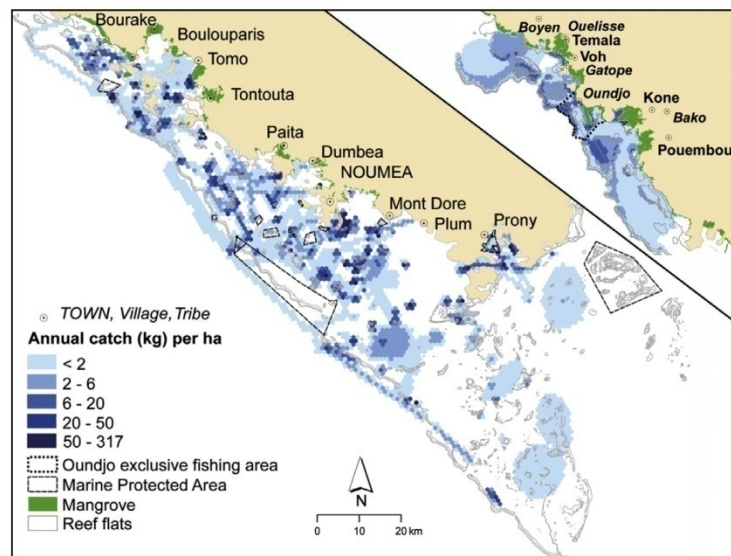 Bourake
Boulouparis
Tomo
Tontouta
Paita
Dumbea
NOUMEA
Mont Dore
Plum
Prony
Boyen
Ouelisse
Temala
Voh
Gatope
Oundjo
Kone
Bako
Pouembout
TOWN, Village, Tribe
Annual catch (kg) per ha
< 2
2 - 6
6 - 20
20 - 50
50 - 317
Oundjo exclusive fishing area
Marine Protected Area
Mangrove
Reef flats
N
0 10 20 km